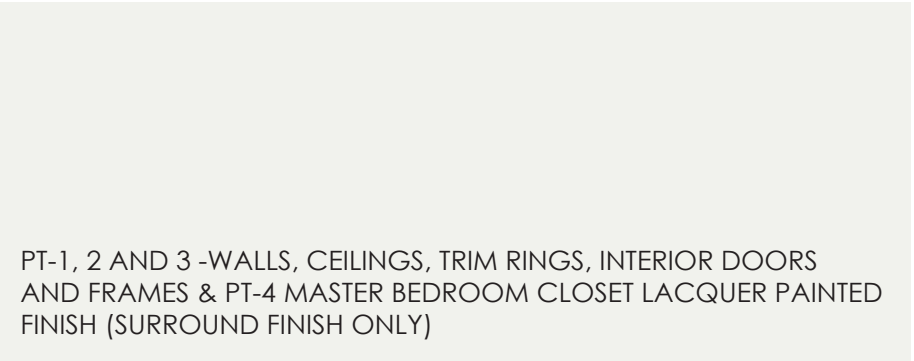 PT-1, 2 AND 3 -WALLS, CEILINGS, TRIM RINGS, INTERIOR DOORS
AND FRAMES & PT-4 MASTER BEDROOM CLOSET LACQUER PAINTED
FINISH (SURROUND FINISH ONLY)